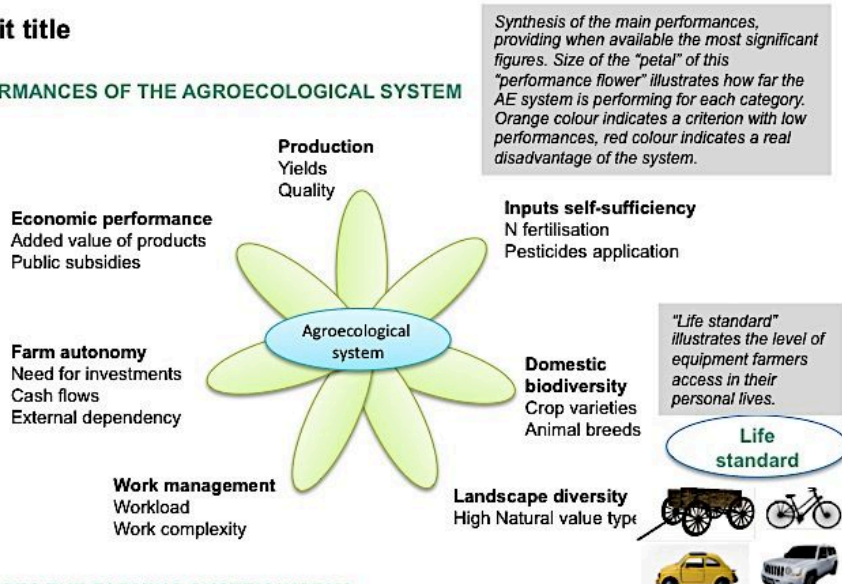 it title
RMANCES OF THE AGROECOLOGICAL SYSTEM
Synthesis of the main performances,
providing when available the most significant
figures. Size of the “petal” of this
“performance flower” illustrates how far the
AE system is performing for each category.
Orange colour indicates a criterion with low
performances, red colour indicates a real
disadvantage of the system.
Production
Yields
Quality
Economic performance
Added value of products
Public subsidies
Inputs self-sufficiency
N fertilisation
Pesticides application
Agroecological
system
"Life standard"
illustrates the level of
equipment farmers
access in their
personal lives.
Farm autonomy
Need for investments
Cash flows
External dependency
Domestic
biodiversity
Crop varieties
Animal breeds
Life
standard
Work management
Workload
Work complexity
Landscape diversity
High Natural value type